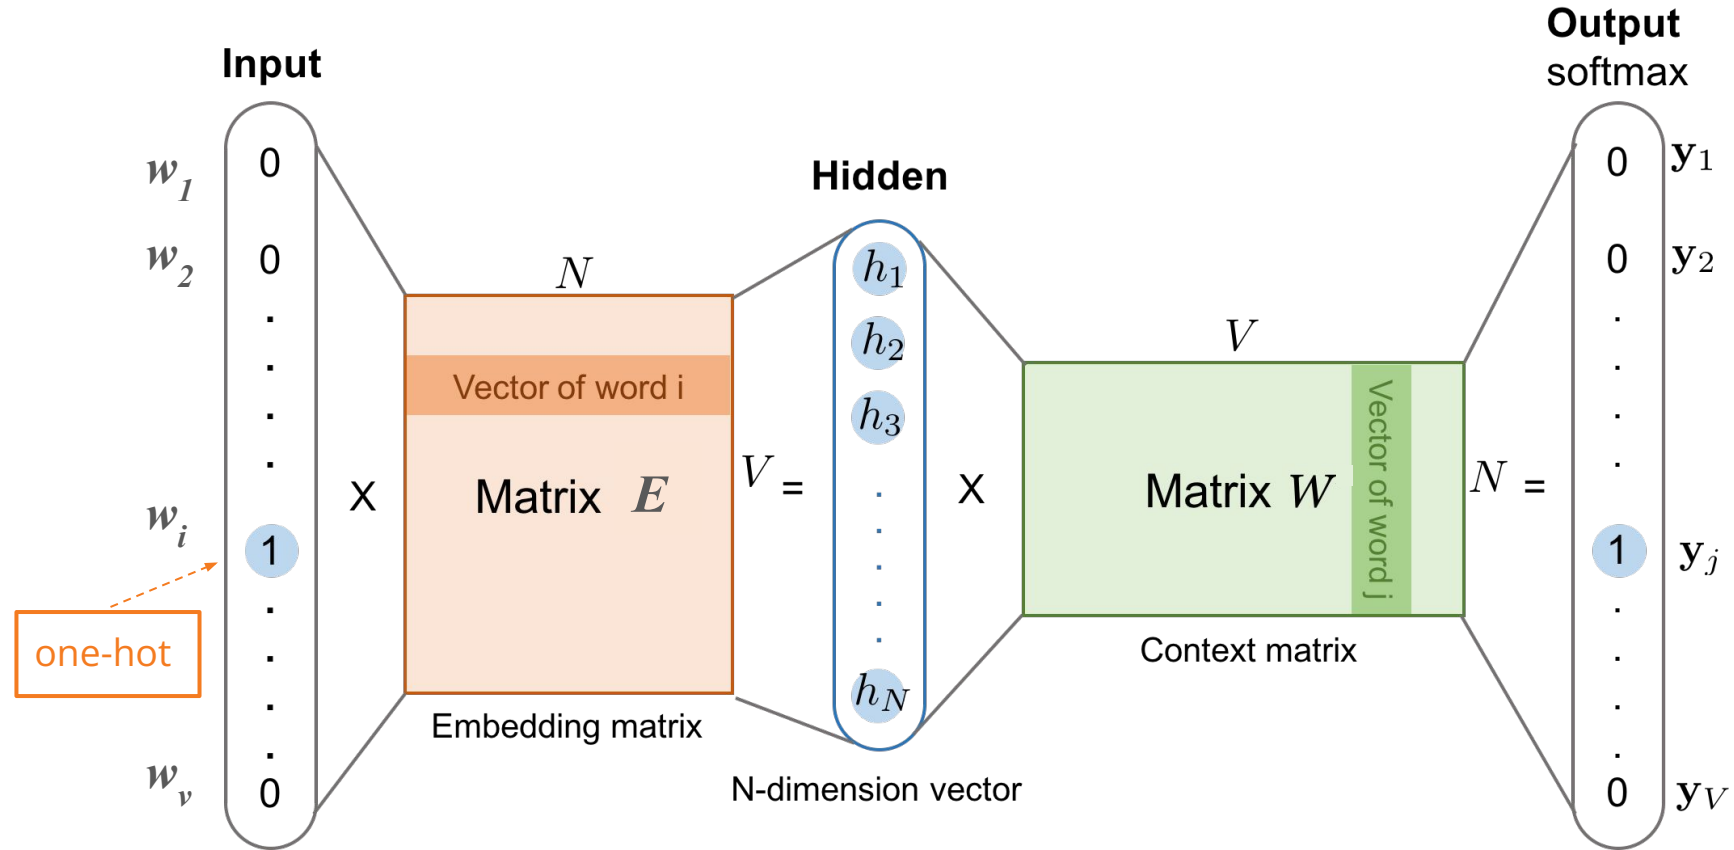 Input
w1
0
w2
0
wi
1
one-hot
wv
0
X
N
Vector of word i
Matrix E
V =
Embedding matrix
Hidden
h1
h2
h3
hN
N-dimension vector
X
V
Matrix W
Vector of word j
N =
Context matrix
Output
softmax
0 y1
0 y2
1 yj
0 yV